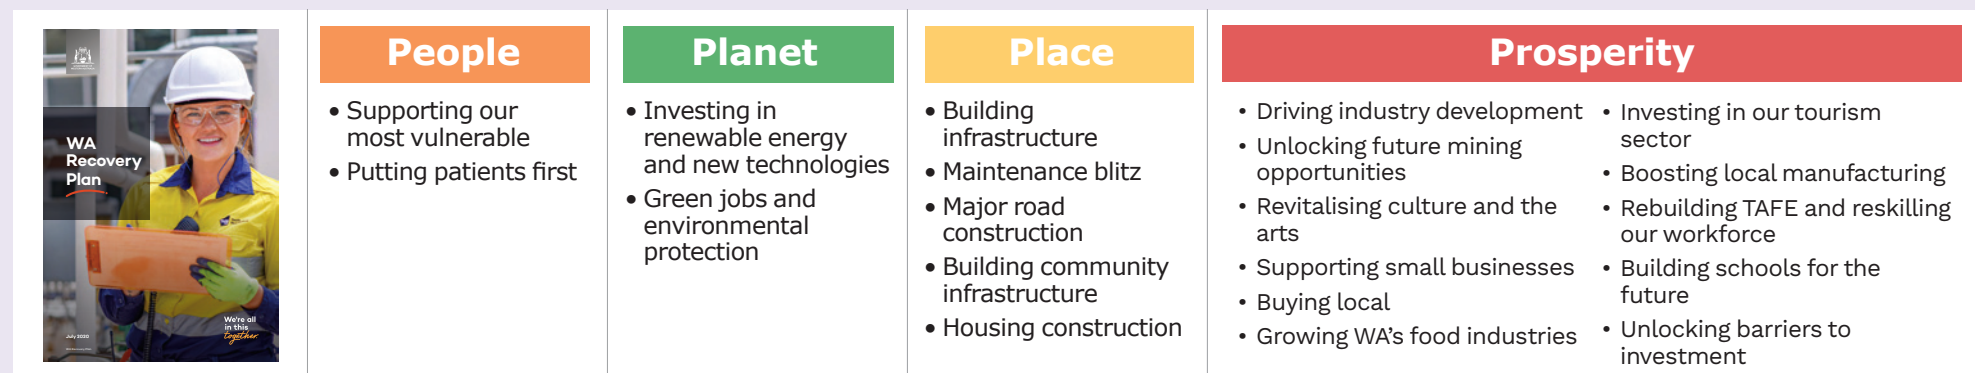 WA
Recovery
Plan
July 2020
We're all
in this
together.
People
• Supporting our
most vulnerable
• Putting patients first
Planet
• Investing in
renewable energy
and new technologies
• Green jobs and
environmental
protection
Place
• Building
infrastructure
• Maintenance blitz
• Major road
construction
• Building community
infrastructure
• Housing construction
Prosperity
• Driving industry development
• Unlocking future mining
opportunities
• Revitalising culture and the
arts
• Supporting small businesses
• Buying local
• Growing WA’s food industries
• Investing in our tourism
sector
• Boosting local manufacturing
• Rebuilding TAFE and reskilling
our workforce
• Building schools for the
future
• Unlocking barriers to
investment